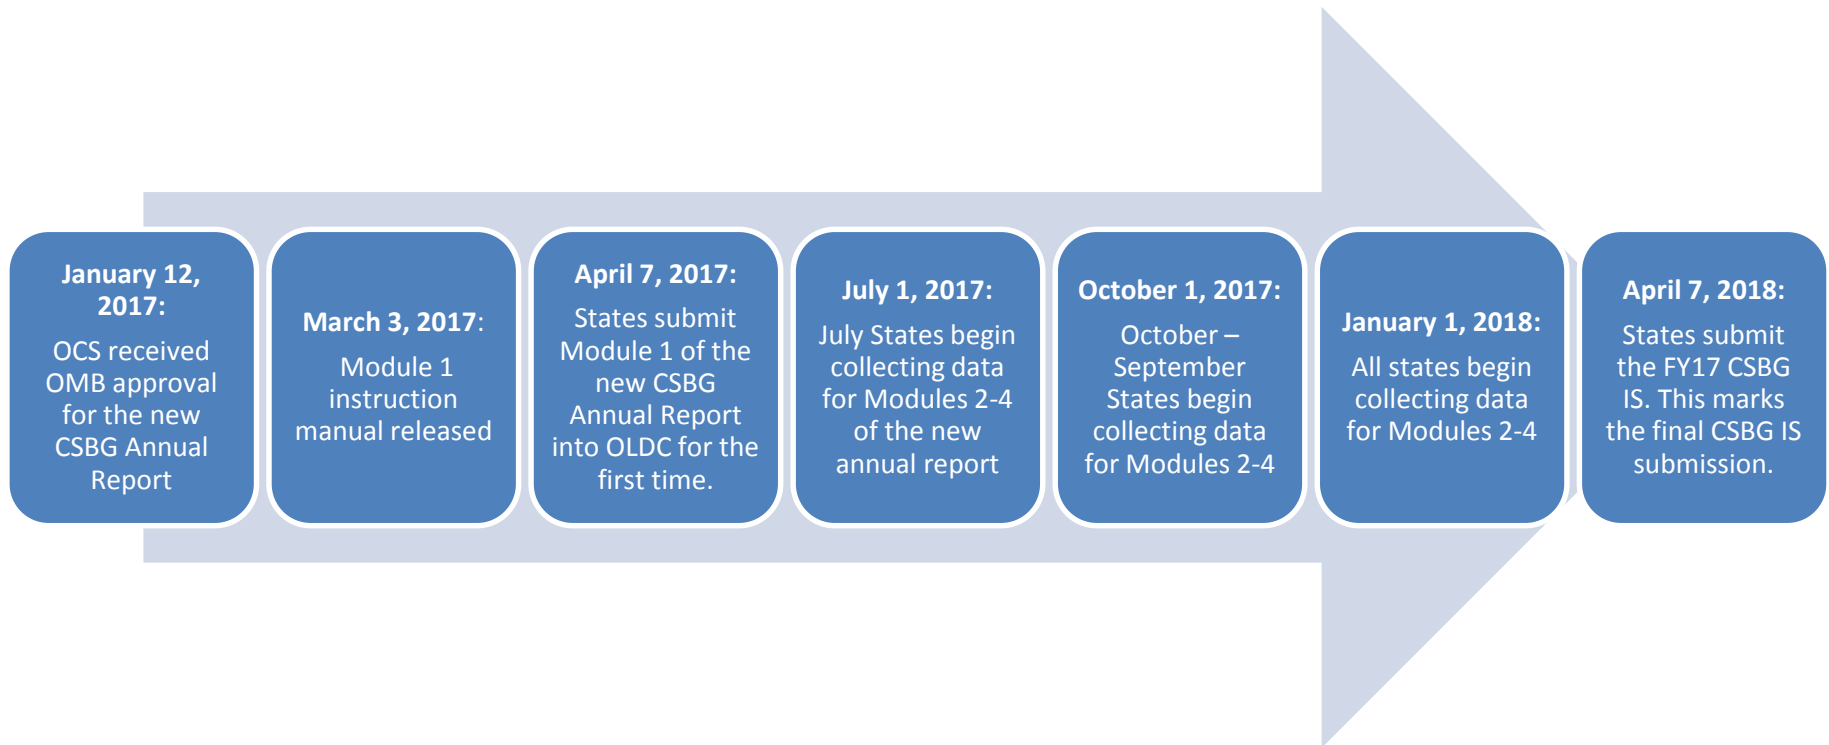 January 12,
2017:
OCS received
OMB approval
for the new
CSBG Annual
Report
March 3, 2017:
Module 1
instruction
manual released
April 7, 2017:
States submit
Module 1 of the
new CSBG
Annual Report
into OLDC for the
first time.
July 1, 2017:
July States begin
collecting data
for Modules 2-4
of the new
annual report
October 1, 2017:
October –
September
States begin
collecting data
for Modules 2-4
January 1, 2018:
All states begin
collecting data
for Modules 2-4
April 7, 2018:
States submit
the FY17 CSBG
IS. This marks
the final CSBG IS
submission.